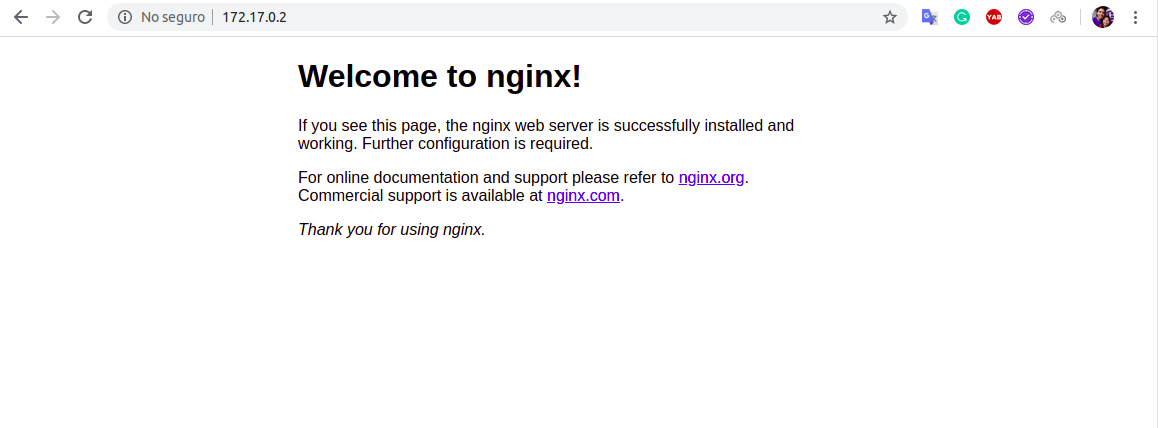 No seguro 172.17.0.2
YAB
Welcome to nginx!
If you see this page, the nginx web server is successfully installed and
working. Further configuration is required.
For online documentation and support please refer to nginx.org.
Commercial support is available at nginx.com.
Thank you for using nginx.